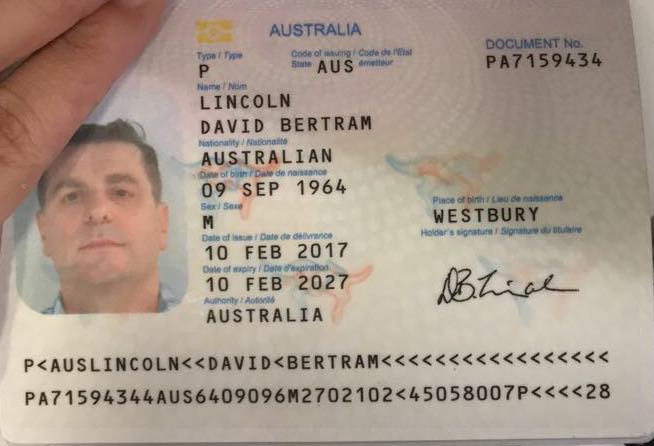 AUSTRALIA
Type / Type
P
Code of issuing / Code de l'Etat
State AUS émetteur
DOCUMENT No.
PA7159434
Name / Nom
LINCOLN
DAVID BERTRAM
Nationality / Nationalité
AUSTRALIAN
Date of birth / Date de naissance
09 SEP 1964
Sex / Sexe
M
Place of birth / Lieu de naissance
WESTBURY
Date of issue / Date de délivrance
10 FEB 2017
Holder's signature / Signature du titulaire
Date of expiry / Date d'expiration
10 FEB 2027
Authority / Autorité
AUSTRALIA
P<AUSLINCOLN<<DAVID<BERTRAM<<<<<<<<<<<<<<<<<
PA71594344AUS6409096M2702102<45058007P<<<<28